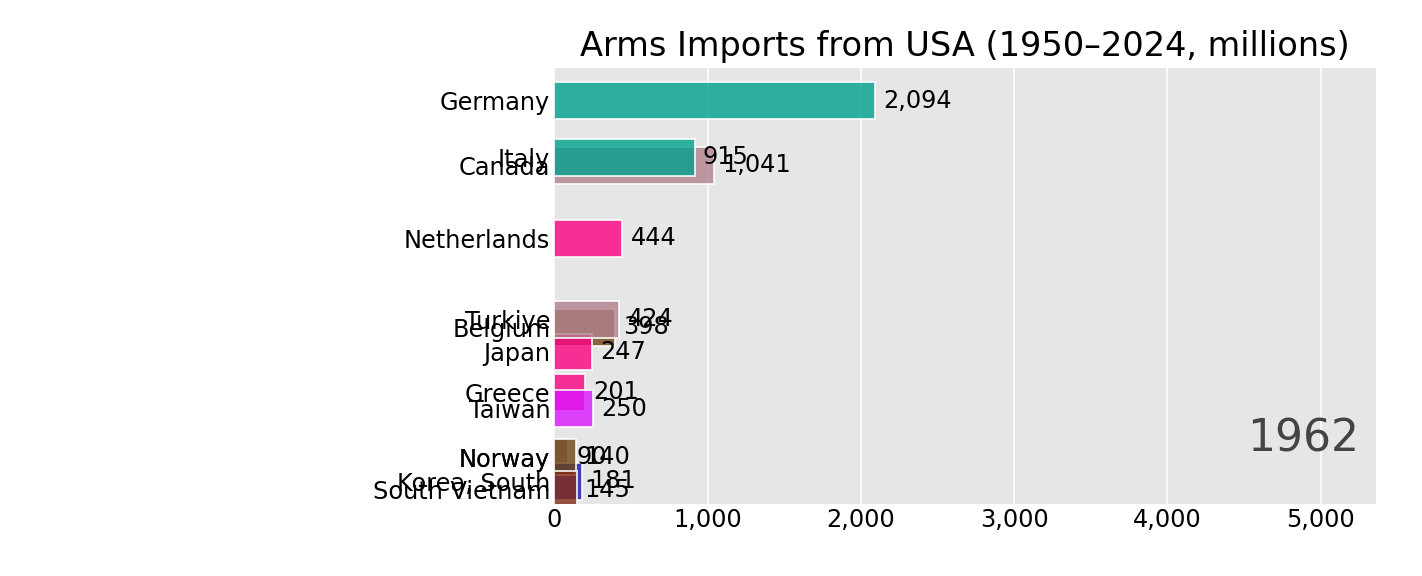 Arms Imports from USA (1950–2024, millions)
Germany 2,094
Italy 915
Canada 1,041
Netherlands 444
Turkiye 424
Belgium 398
Japan 247
Greece 201
Taiwan 250
1962
Norway 90 140
Korea, South 181
South Vietnam 145
0 1,000 2,000 3,000 4,000 5,000